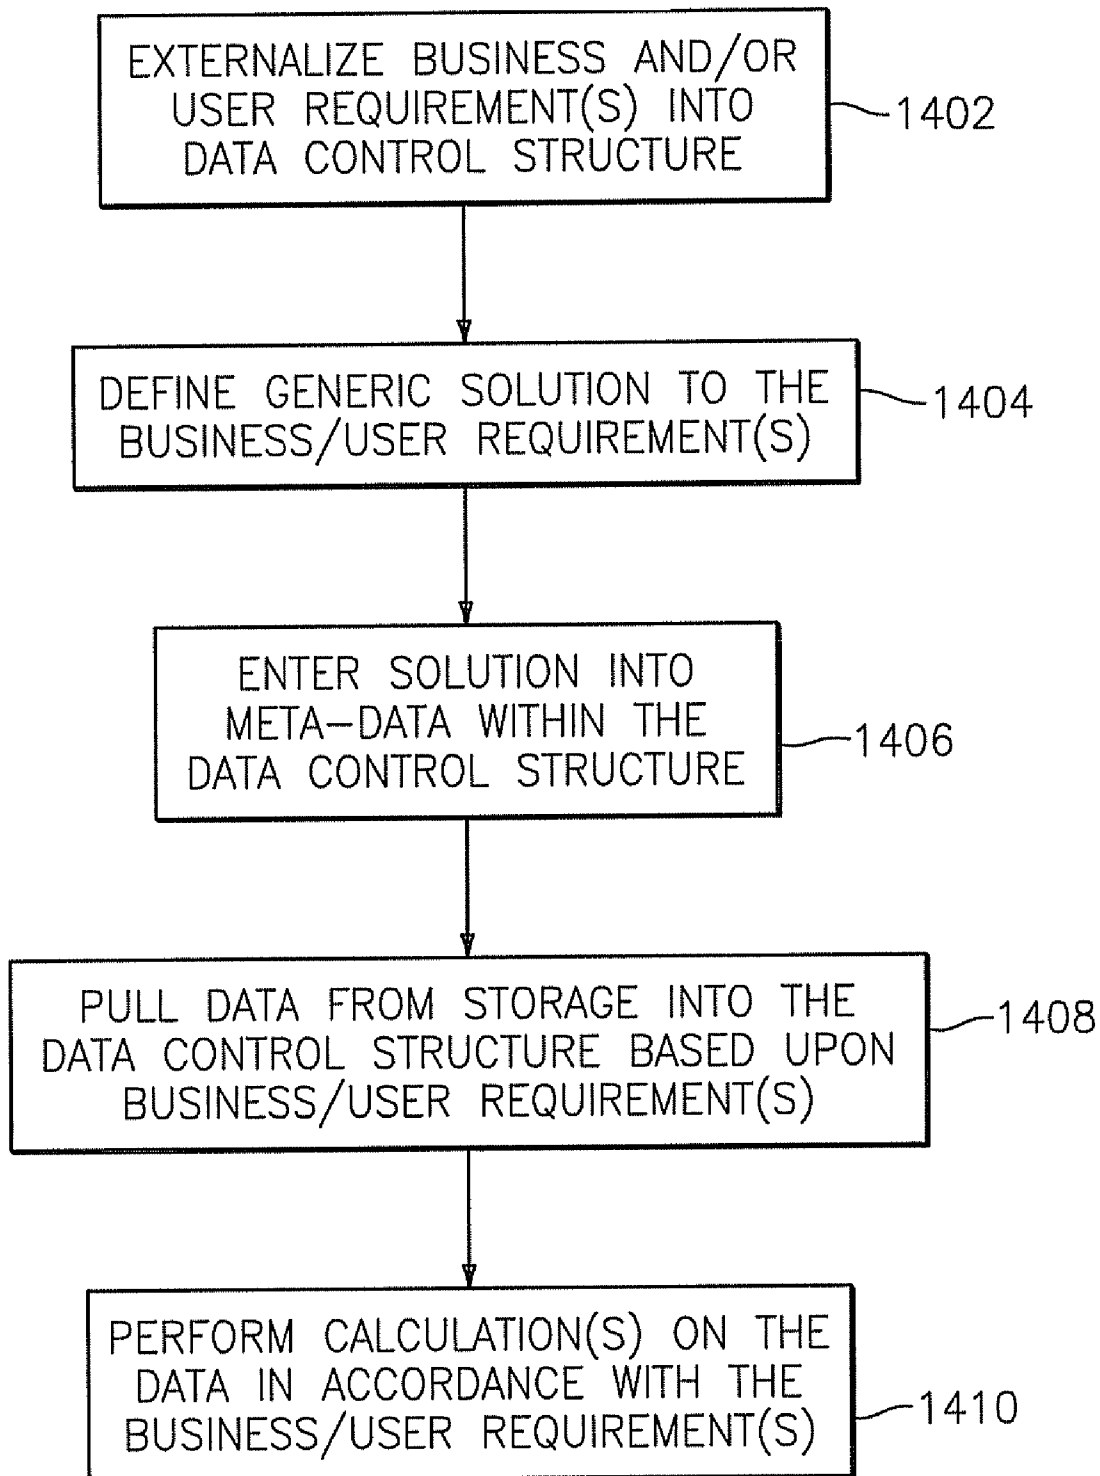 EXTERNALIZE BUSINESS AND/OR
USER REQUIREMENT(S) INTO
DATA CONTROL STRUCTURE
1402
DEFINE GENERIC SOLUTION TO THE
BUSINESS/USER REQUIREMENT(S)
1404
ENTER SOLUTION INTO
META-DATA WITHIN THE
DATA CONTROL STRUCTURE
1406
PULL DATA FROM STORAGE INTO THE
DATA CONTROL STRUCTURE BASED UPON
BUSINESS/USER REQUIREMENT(S)
1408
PERFORM CALCULATION(S) ON THE
DATA IN ACCORDANCE WITH THE
BUSINESS/USER REQUIREMENT(S)
1410